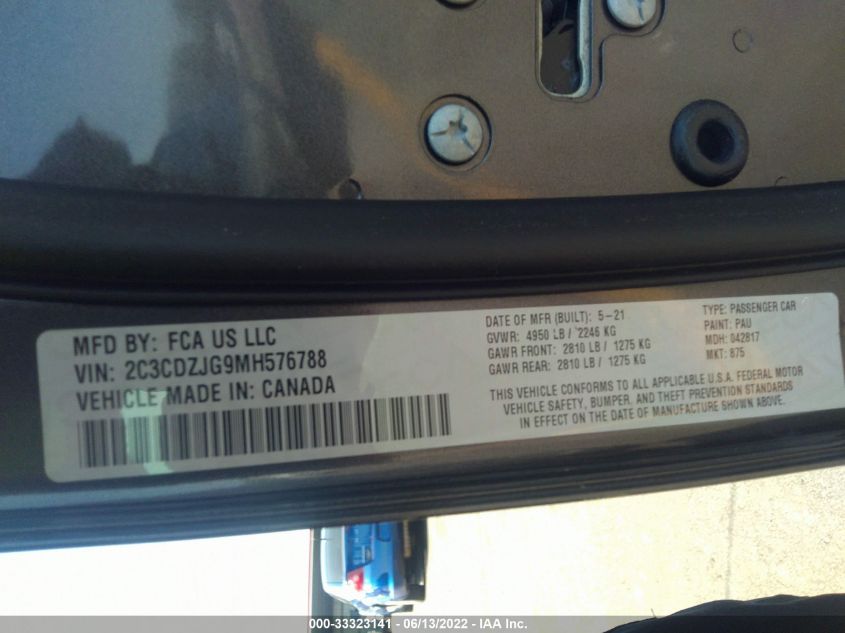 MFD BY: FCA US LLC
VIN: 2C3CDZJG9MH576788
VEHICLE MADE IN: CANADA
DATE OF MFR (BUILT): 5-21
GVWR: 4950 LB / 2246 KG
GAWR FRONT: 2810 LB / 1275 KG
GAWR REAR: 2810 LB / 1275 KG
TYPE: PASSENGER CAR
PAINT: PAU
MDH: 042817
MKT: 875
THIS VEHICLE CONFORMS TO ALL APPLICABLE U.S.A. FEDERAL MOTOR
VEHICLE SAFETY, BUMPER, AND THEFT PREVENTION STANDARDS
IN EFFECT ON THE DATE OF MANUFACTURE SHOWN ABOVE.
000-33323141 - 06/13/2022 - IAA Inc.